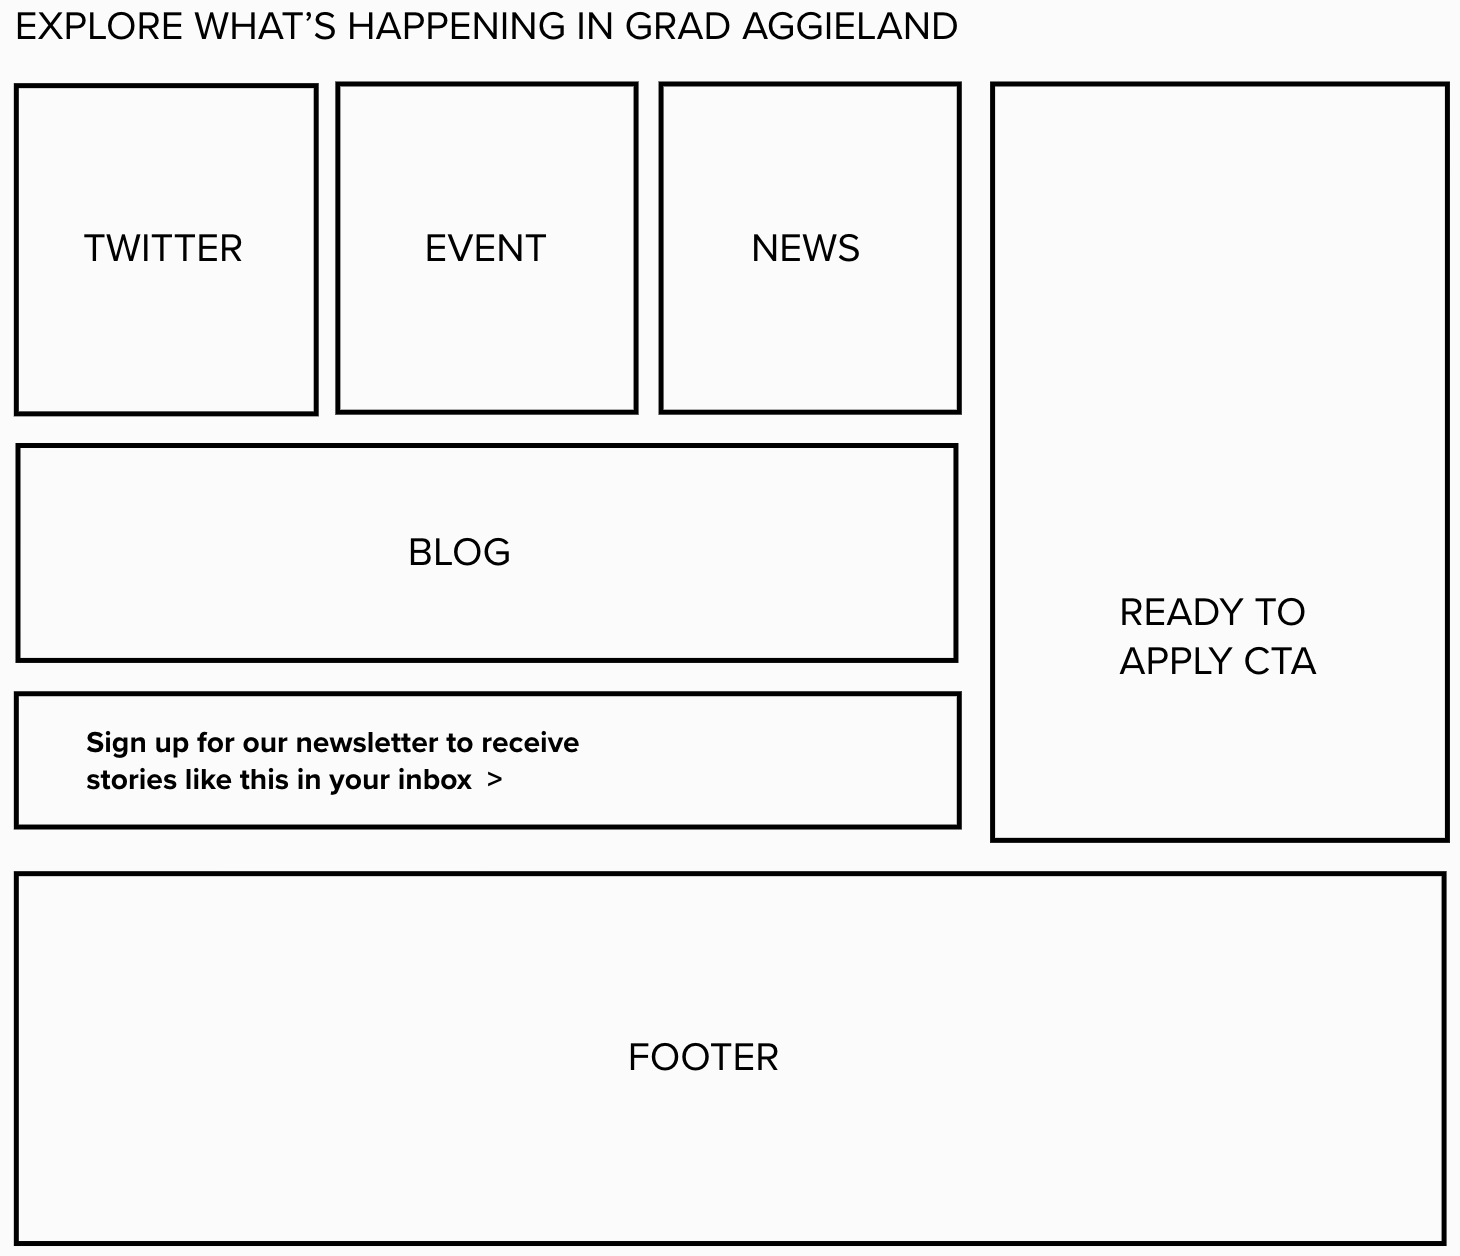 EXPLORE WHAT’S HAPPENING IN GRAD AGGIELAND
TWITTER
EVENT
NEWS
BLOG
Sign up for our newsletter to receive
stories like this in your inbox >
READY TO
APPLY CTA
FOOTER